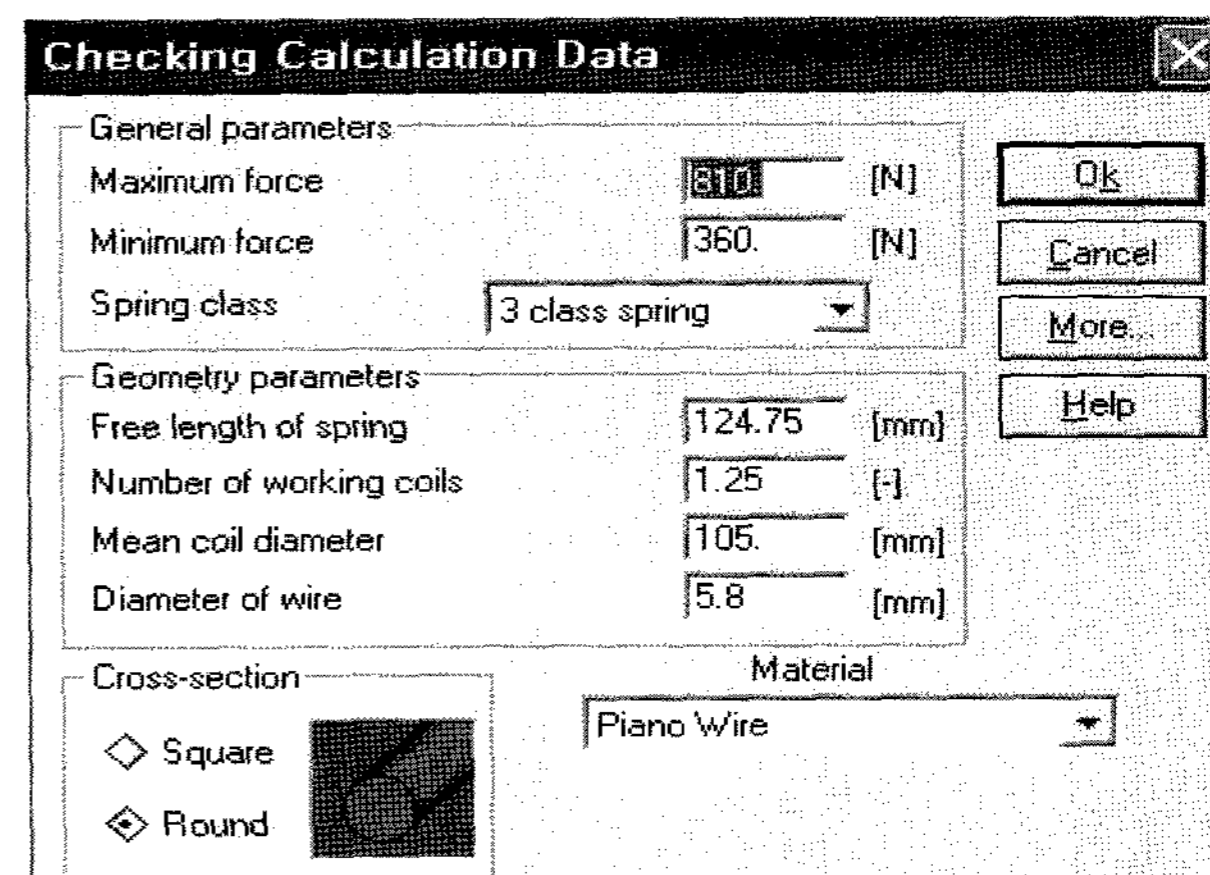 Checking Calculation Data
General parameters
Maximum force 810. [N] Ok
Minimum force 360. [N] Cancel
Spring class 3 class spring More...
Geometry parameters
Free length of spring 124.75 [mm] Help
Number of working coils 1.25 [-]
Mean coil diameter 105. [mm]
Diameter of wire 5.8 [mm]
Cross-section Material
Square Piano Wire
Round